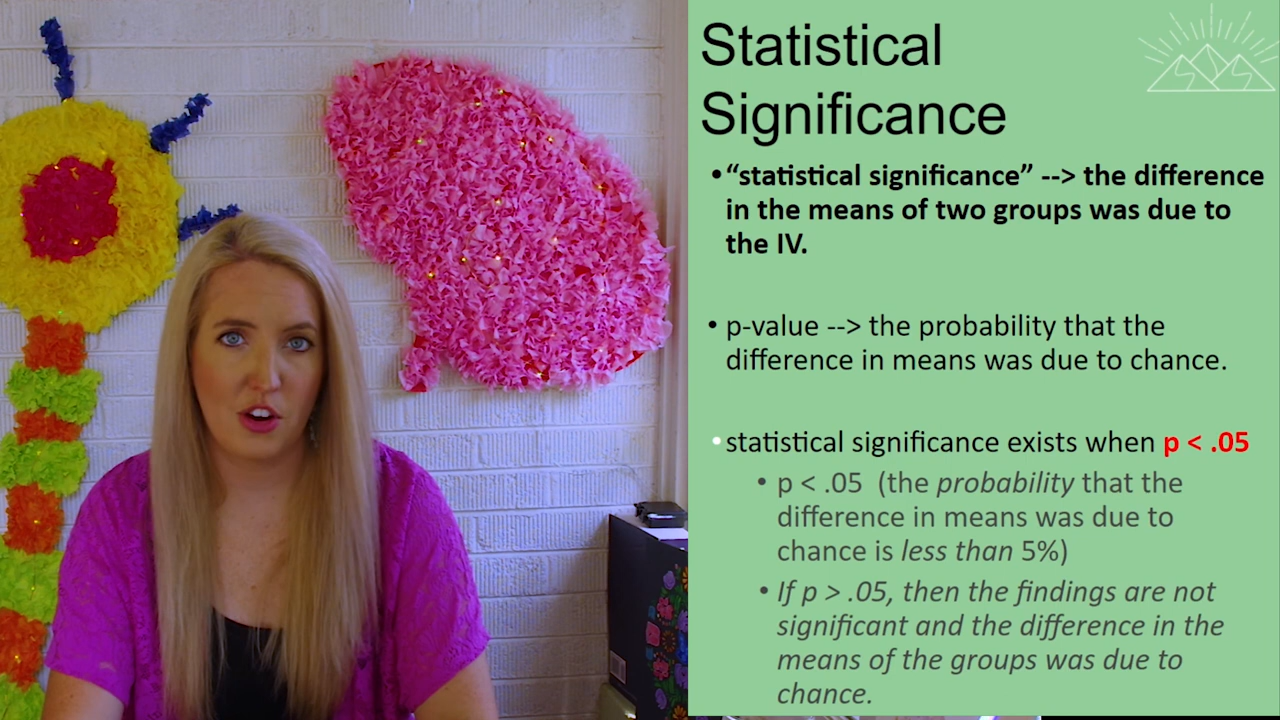 Statistical
Significance
•“statistical significance” --> the difference
in the means of two groups was due to
the IV.
• p-value --> the probability that the
difference in means was due to chance.
•statistical significance exists when p < .05
• p < .05  (the probability that the
difference in means was due to
chance is less than 5%)
• If p > .05, then the findings are not
significant and the difference in the
means of the groups was due to
chance.